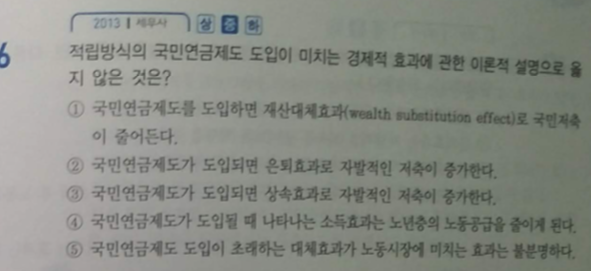 2013 | 세무사 상 중 하
6 적립방식의 국민연금제도 도입이 미치는 경제적 효과에 관한 이론적 설명으로 옳
지 않은 것은?
① 국민연금제도를 도입하면 재산대체효과(wealth substitution effect)로 국민저축
이 줄어든다.
② 국민연금제도가 도입되면 은퇴효과로 자발적인 저축이 증가한다.
③ 국민연금제도가 도입되면 상속효과로 자발적인 저축이 증가한다.
④ 국민연금제도가 도입될 때 나타나는 소득효과는 노년층의 노동공급을 줄이게 된다.
⑤ 국민연금제도 도입이 초래하는 대체효과가 노동시장에 미치는 효과는 불분명하다.